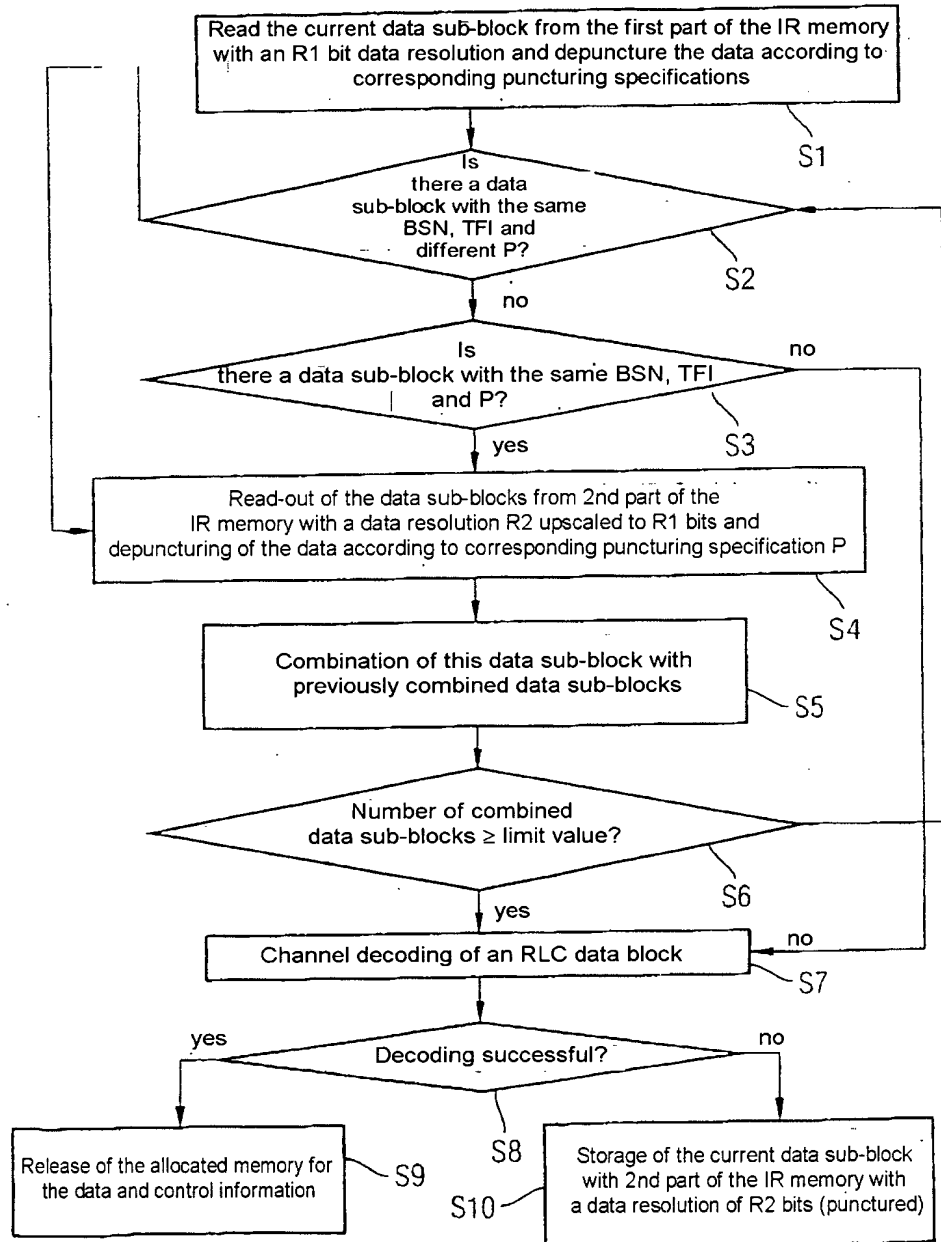 Read the current data sub-block from the first part of the IR memory
with an R1 bit data resolution and depuncture the data according to
corresponding puncturing specifications
S1
Is
there a data
sub-block with the same
BSN, TFI and
different P?
S2
no
Is
there a data sub-block with the same BSN, TFI
and P?
no
S3
yes
Read-out of the data sub-blocks from 2nd part of the
IR memory with a data resolution R2 upscaled to R1 bits and
depuncturing of the data according to corresponding puncturing specification P
S4
Combination of this data sub-block with
previously combined data sub-blocks
S5
Number of combined
data sub-blocks ≥ limit value?
S6
yes
Channel decoding of an RLC data block
no
S7
yes
Decoding successful?
no
S8
Release of the allocated memory for
the data and control information
S9
Storage of the current data sub-block
with 2nd part of the IR memory with
a data resolution of R2 bits (punctured)
S10